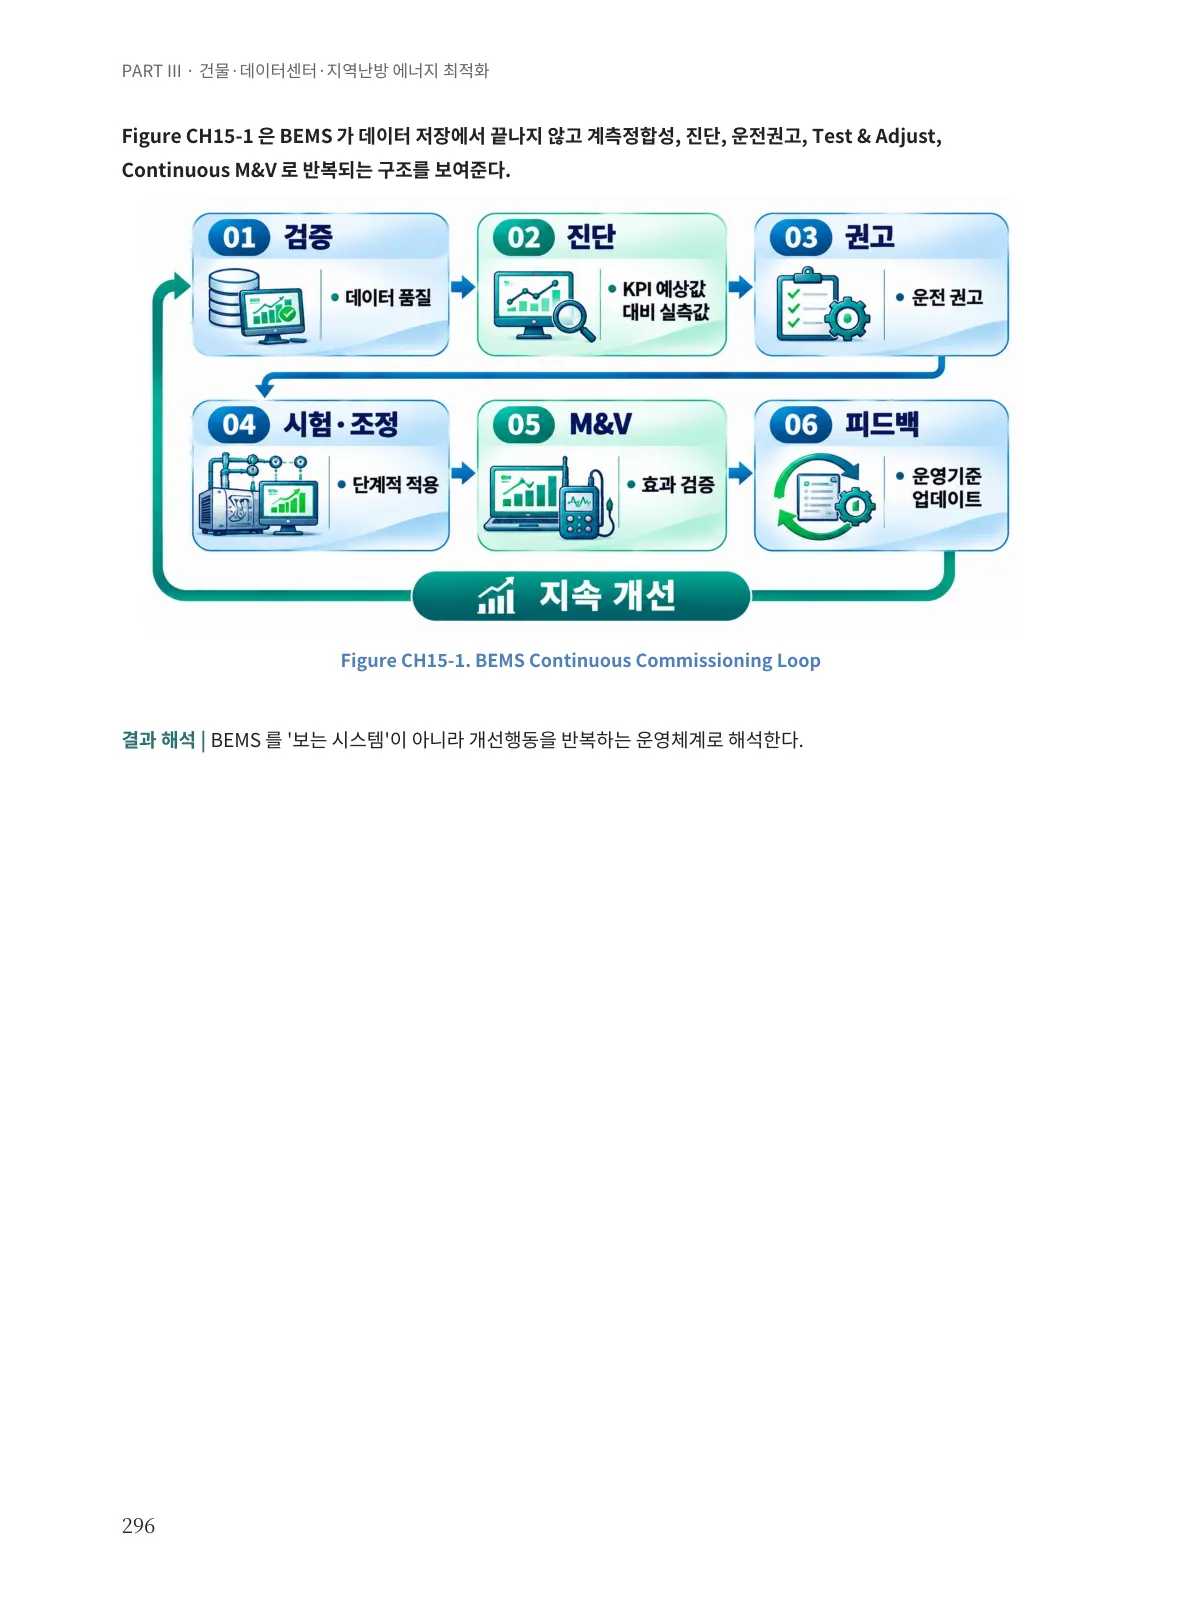 PART III · 건물·데이터센터·지역난방 에너지 최적화
Figure CH15-1 은 BEMS 가 데이터 저장에서 끝나지 않고 계측정합성, 진단, 운전권고, Test & Adjust,
Continuous M&V 로 반복되는 구조를 보여준다.
01 검증
• 데이터 품질
02 진단
• KPI 예상값
대비 실측값
03 권고
• 운전 권고
04 시험·조정
• 단계적 적용
05 M&V
• 효과 검증
06 피드백
• 운영기준
업데이트
지속 개선
Figure CH15-1. BEMS Continuous Commissioning Loop
결과 해석 | BEMS 를 '보는 시스템'이 아니라 개선행동을 반복하는 운영체계로 해석한다.
296